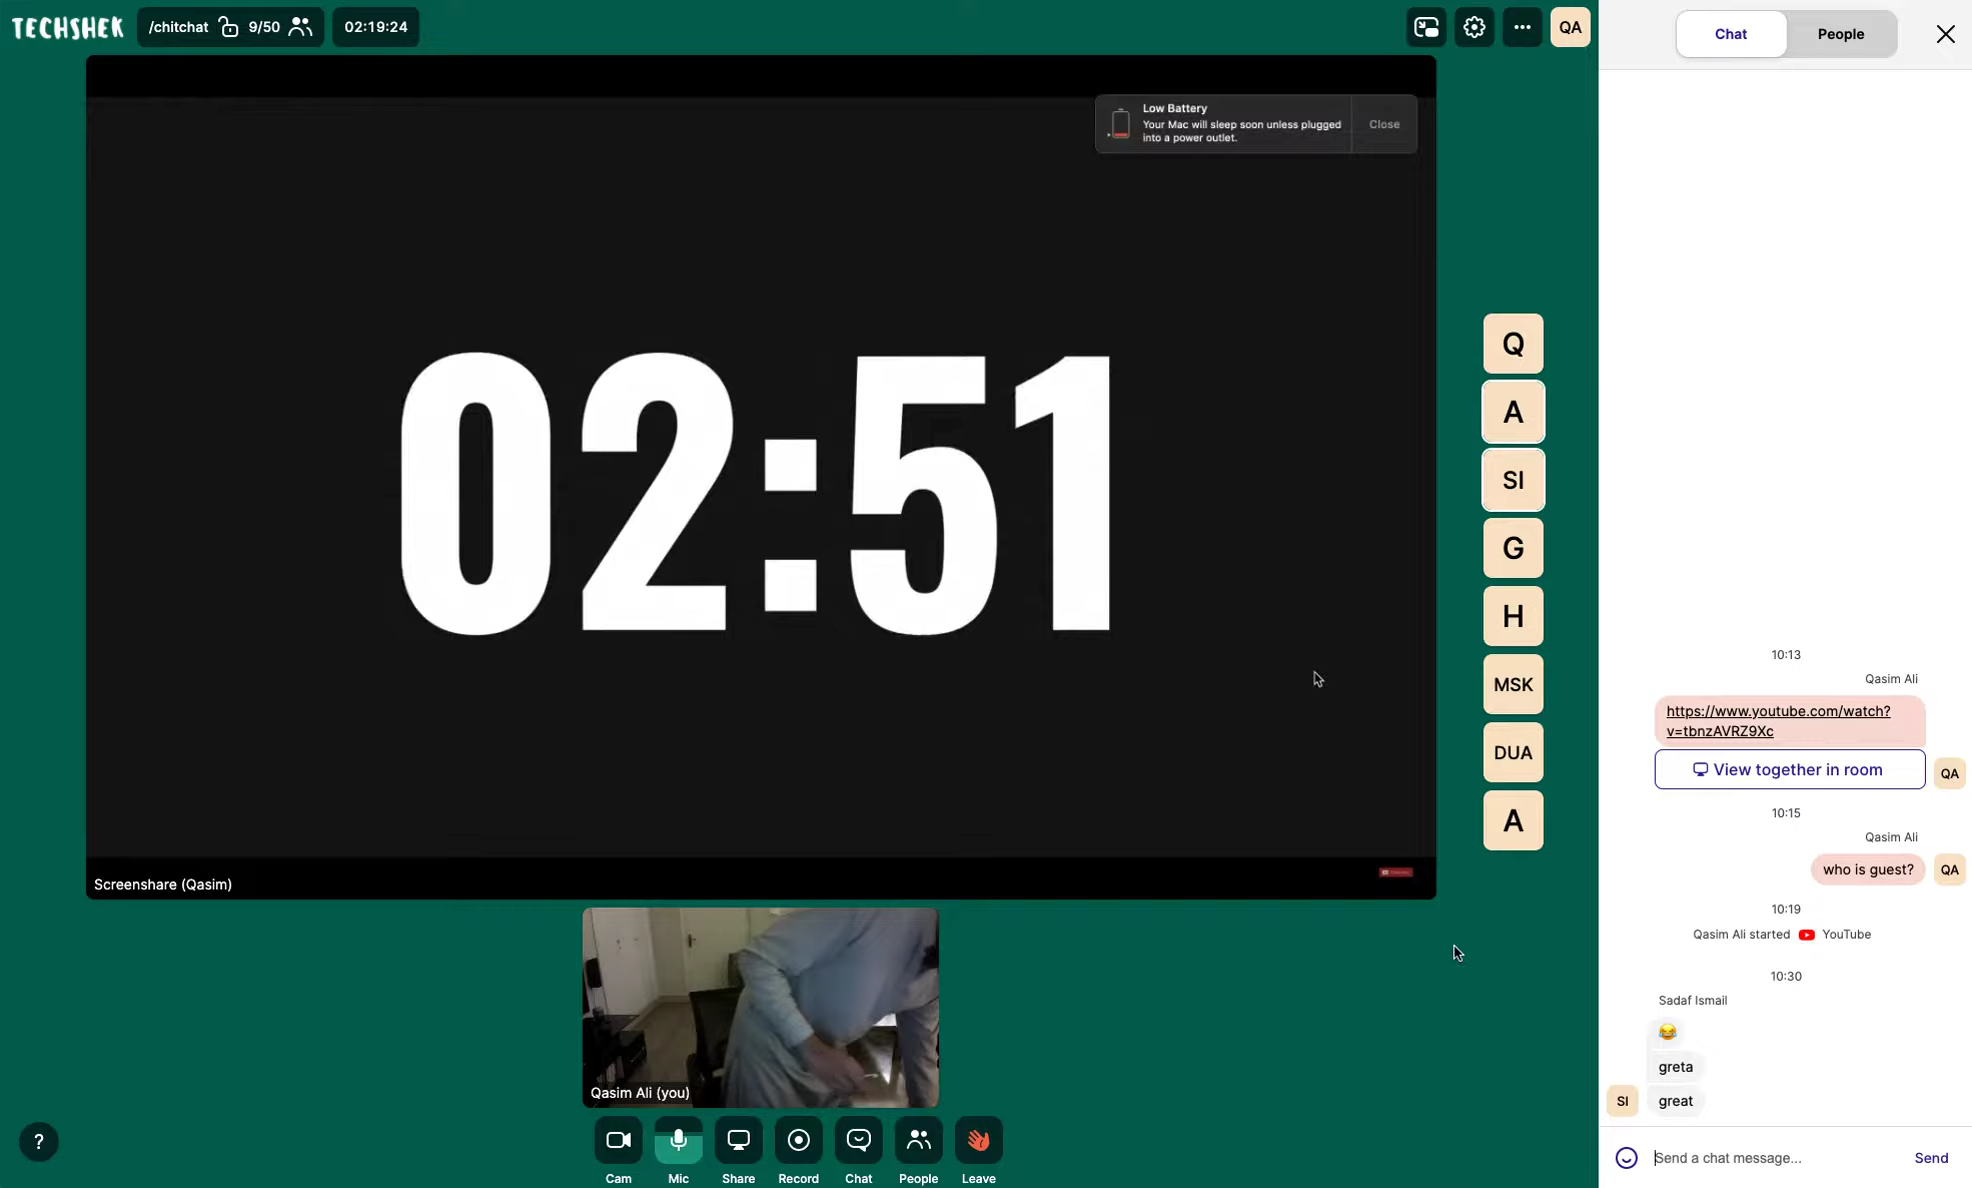 TECHSHEK
/chitchat 9/50
02:19:24
QA
Chat
People
Low Battery
Your Mac will sleep soon unless plugged
into a power outlet.
Close
02:51
Screenshare (Qasim)
Q
A
SI
G
H
MSK
DUA
A
Qasim Ali (you)
?
Cam
Mic
Share
Record
Chat
People
Leave
10:13
Qasim Ali
https://www.youtube.com/watch?
v=tbnzAVRZ9Xc
View together in room
QA
10:15
Qasim Ali
who is guest?
QA
10:19
Qasim Ali started YouTube
10:30
Sadaf Ismail
😂
greta
great
SI
Send a chat message...
Send